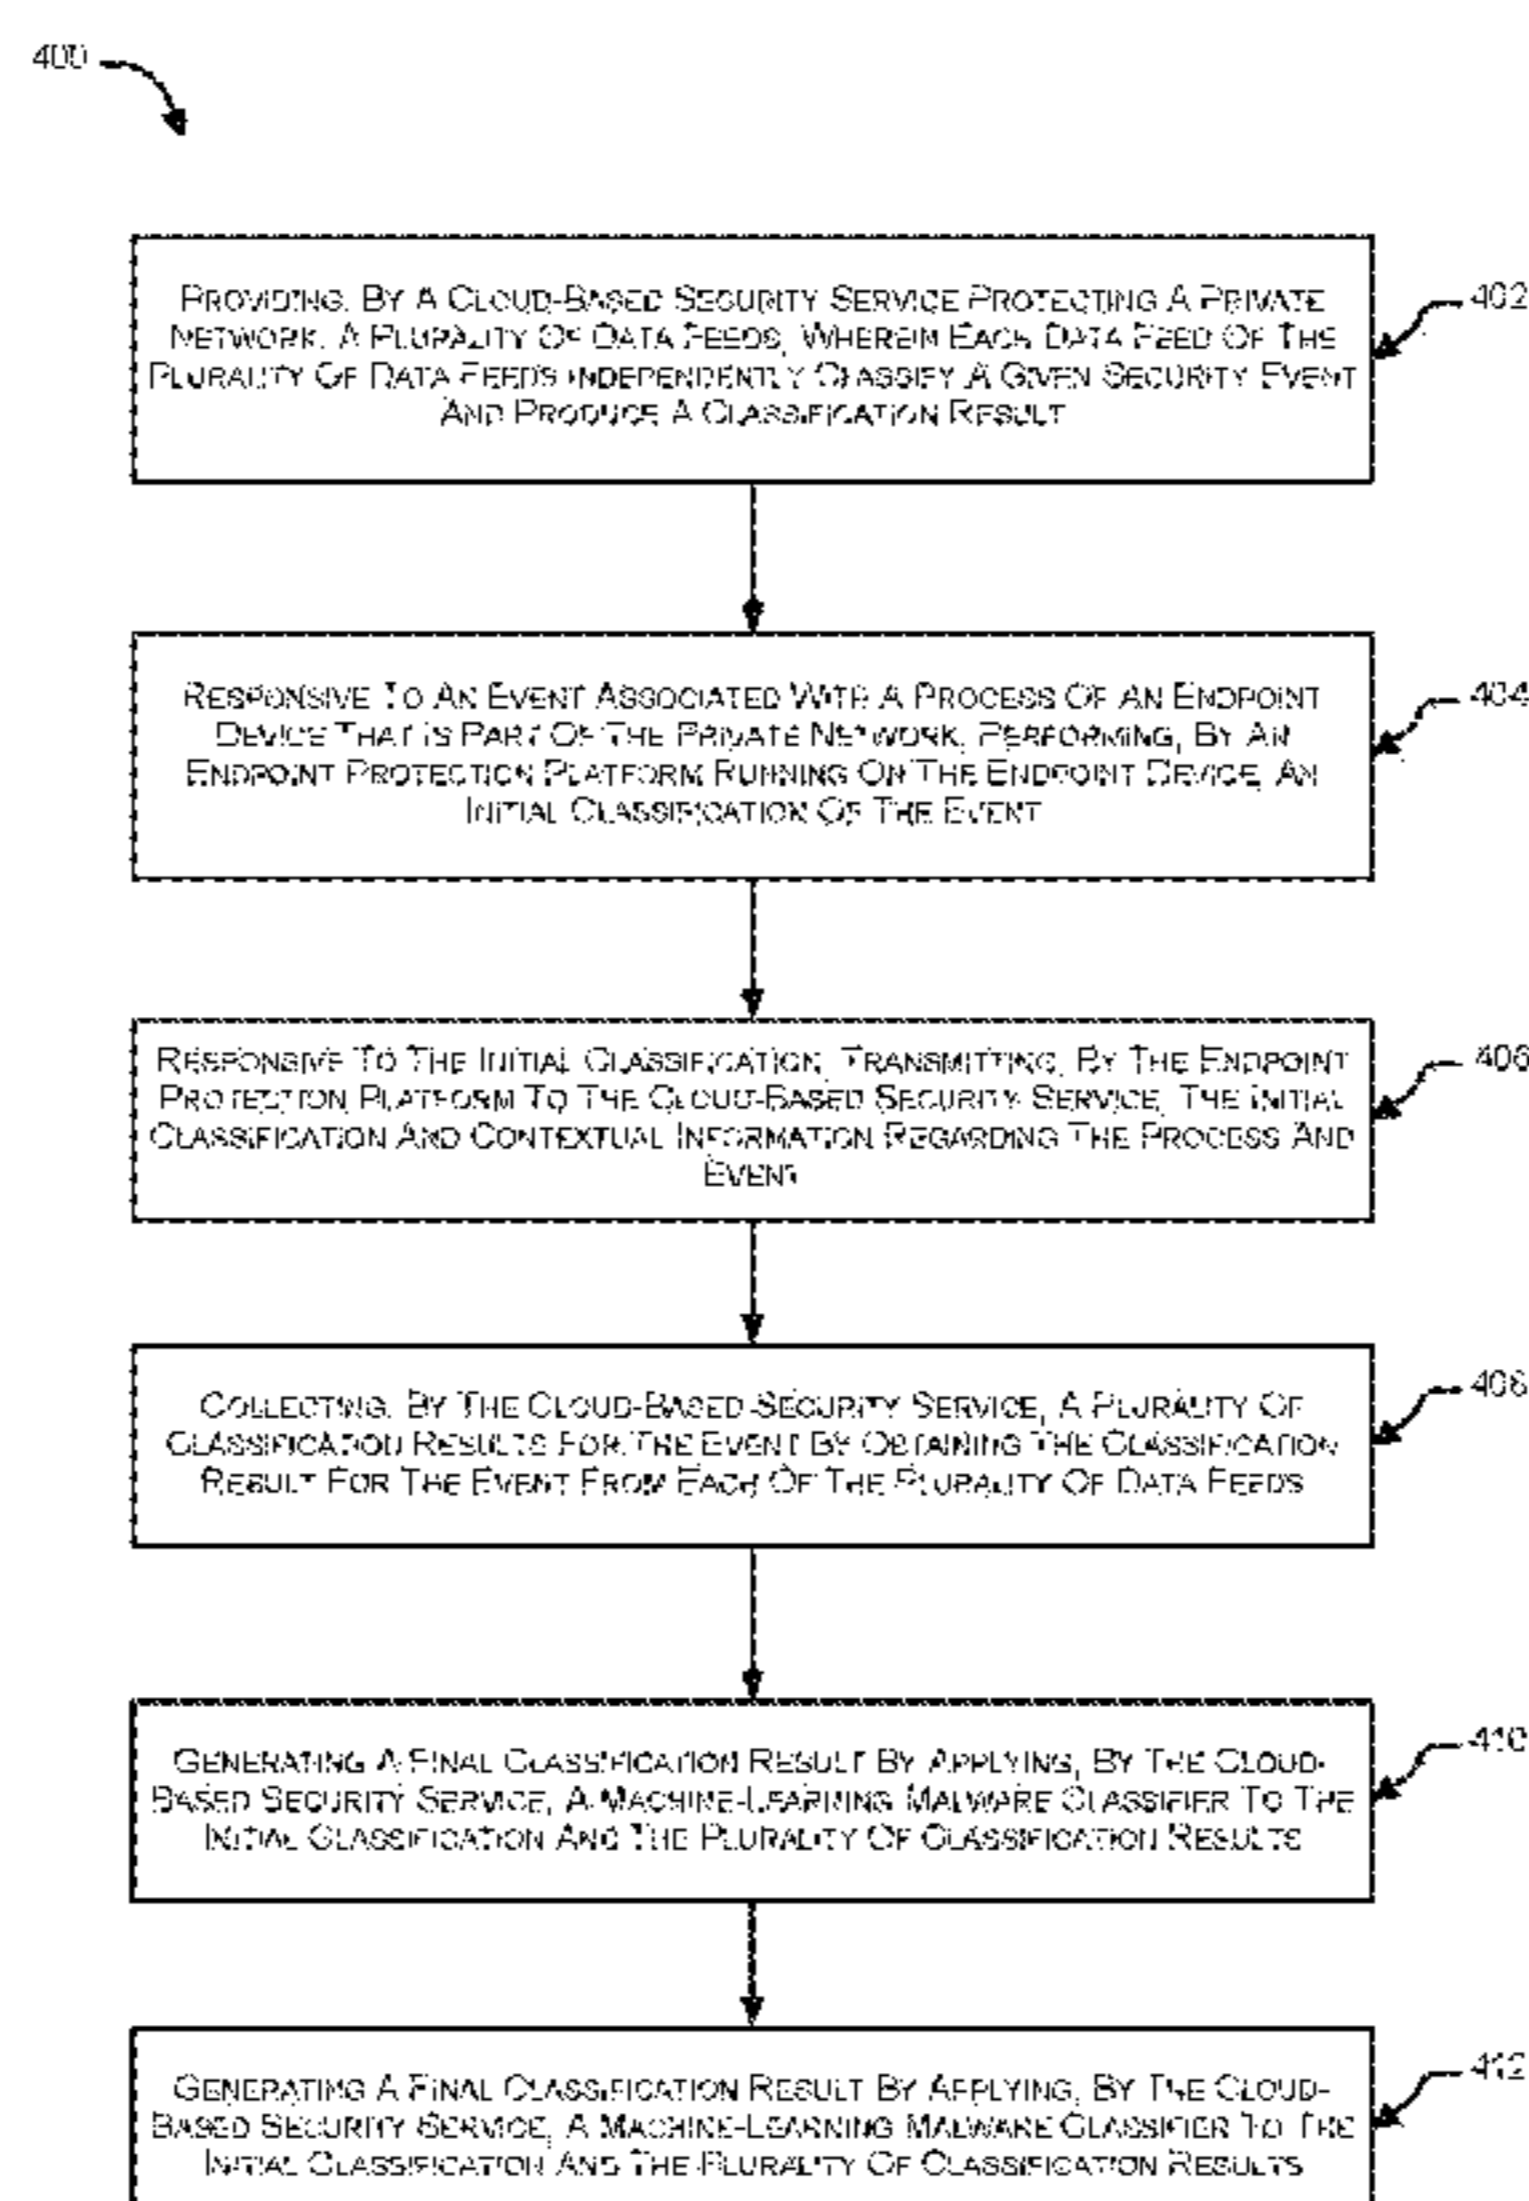 400
PROVIDING, BY A CLOUD-BASED SECURITY SERVICE PROTECTING A PRIVATE
NETWORK, A PLURALITY OF DATA FEEDS, WHEREIN EACH DATA FEED OF THE
PLURALITY OF DATA FEEDS INDEPENDENTLY CLASSIFY A GIVEN SECURITY EVENT
AND PRODUCE A CLASSIFICATION RESULT
402
RESPONSIVE TO AN EVENT ASSOCIATED WITH A PROCESS OF AN ENDPOINT
DEVICE THAT IS PART OF THE PRIVATE NETWORK, PERFORMING, BY AN
ENDPOINT PROTECTION PLATFORM RUNNING ON THE ENDPOINT DEVICE, AN
INITIAL CLASSIFICATION OF THE EVENT
404
RESPONSIVE TO THE INITIAL CLASSIFICATION, TRANSMITTING, BY THE ENDPOINT
PROTECTION PLATFORM TO THE CLOUD-BASED SECURITY SERVICE, THE INITIAL
CLASSIFICATION AND CONTEXTUAL INFORMATION REGARDING THE PROCESS AND
EVENT
406
COLLECTING, BY THE CLOUD-BASED SECURITY SERVICE, A PLURALITY OF
CLASSIFICATION RESULTS FOR THE EVENT BY OBTAINING THE CLASSIFICATION
RESULT FOR THE EVENT FROM EACH OF THE PLURALITY OF DATA FEEDS
408
GENERATING A FINAL CLASSIFICATION RESULT BY APPLYING, BY THE CLOUD-
BASED SECURITY SERVICE, A MACHINE-LEARNING MALWARE CLASSIFIER TO THE
INITIAL CLASSIFICATION AND THE PLURALITY OF CLASSIFICATION RESULTS
410
GENERATING A FINAL CLASSIFICATION RESULT BY APPLYING, BY THE CLOUD-
BASED SECURITY SERVICE, A MACHINE-LEARNING MALWARE CLASSIFIER TO THE
INITIAL CLASSIFICATION AND THE PLURALITY OF CLASSIFICATION RESULTS
412